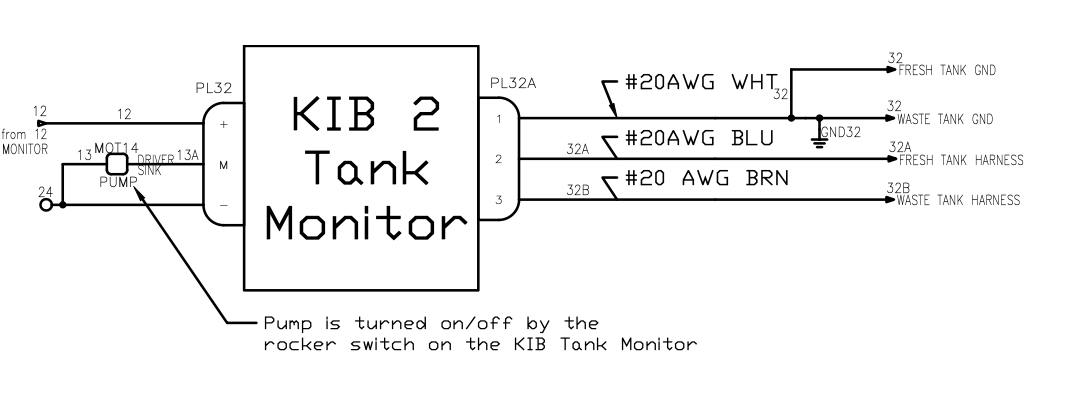 PL32
KIB 2
Tank
Monitor
PL32A
#20AWG WHT
32
32
FRESH TANK GND
12
12
+
from 12
MONITOR
1
32
WASTE TANK GND
GND32
#20AWG BLU
13
MOT14
DRIVER
SINK
13A
M
PUMP
2
32A
32A
FRESH TANK HARNESS
#20 AWG BRN
24
-
3
32B
32B
WASTE TANK HARNESS
Pump is turned on/off by the
rocker switch on the KIB Tank Monitor